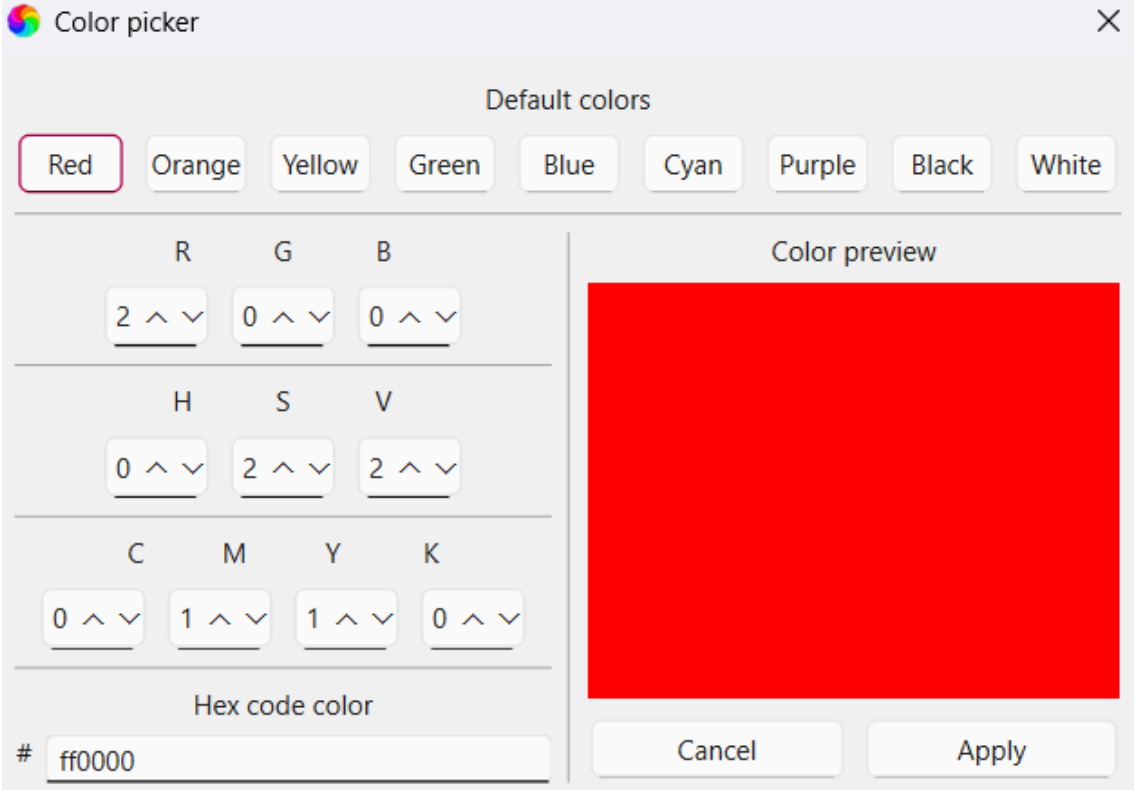 Color picker
Default colors
Red Orange Yellow Green Blue Cyan Purple Black White
R G B
2 0 0
H S V
0 2 2
C M Y K
0 1 1 0
Hex code color
# ff0000
Color preview
Cancel Apply